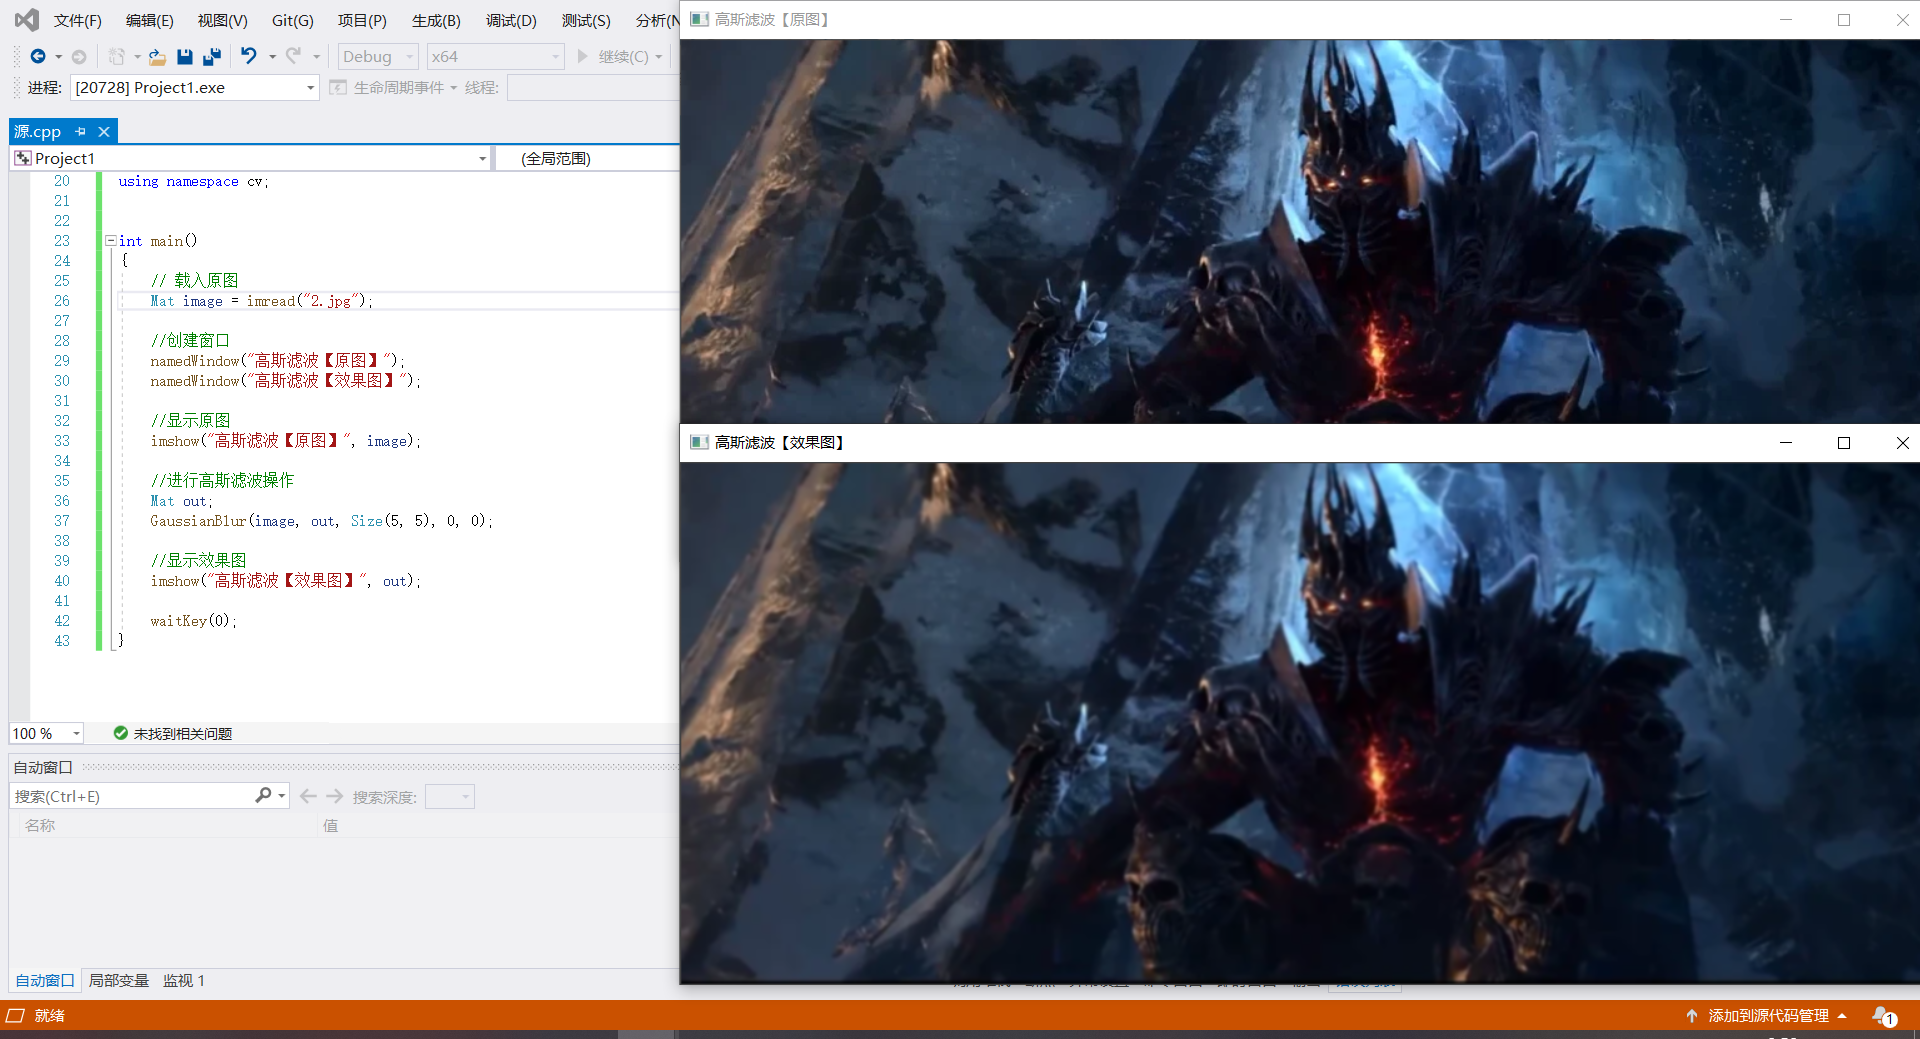 文件(F) 编辑(E) 视图(V) Git(G) 项目(P) 生成(B) 调试(D) 测试(S) 分析(N
Debug x64 继续(C)
进程: [20728] Project1.exe 生命周期事件 线程:
源.cpp
Project1 (全局范围)
20 using namespace cv;
21
22
23 int main()
24 {
25 // 载入原图
26 Mat image = imread("2.jpg");
27
28 //创建窗口
29 namedWindow("高斯滤波【原图】");
30 namedWindow("高斯滤波【效果图】");
31
32 //显示原图
33 imshow("高斯滤波【原图】", image);
34
35 //进行高斯滤波操作
36 Mat out;
37 GaussianBlur(image, out, Size(5, 5), 0, 0);
38
39 //显示效果图
40 imshow("高斯滤波【效果图】", out);
41
42 waitKey(0);
43 }
100 % 未找到相关问题
自动窗口
搜索(Ctrl+E) 搜索深度:
名称 值
自动窗口 局部变量 监视 1
就绪
高斯滤波【原图】
高斯滤波【效果图】
添加到源代码管理 1